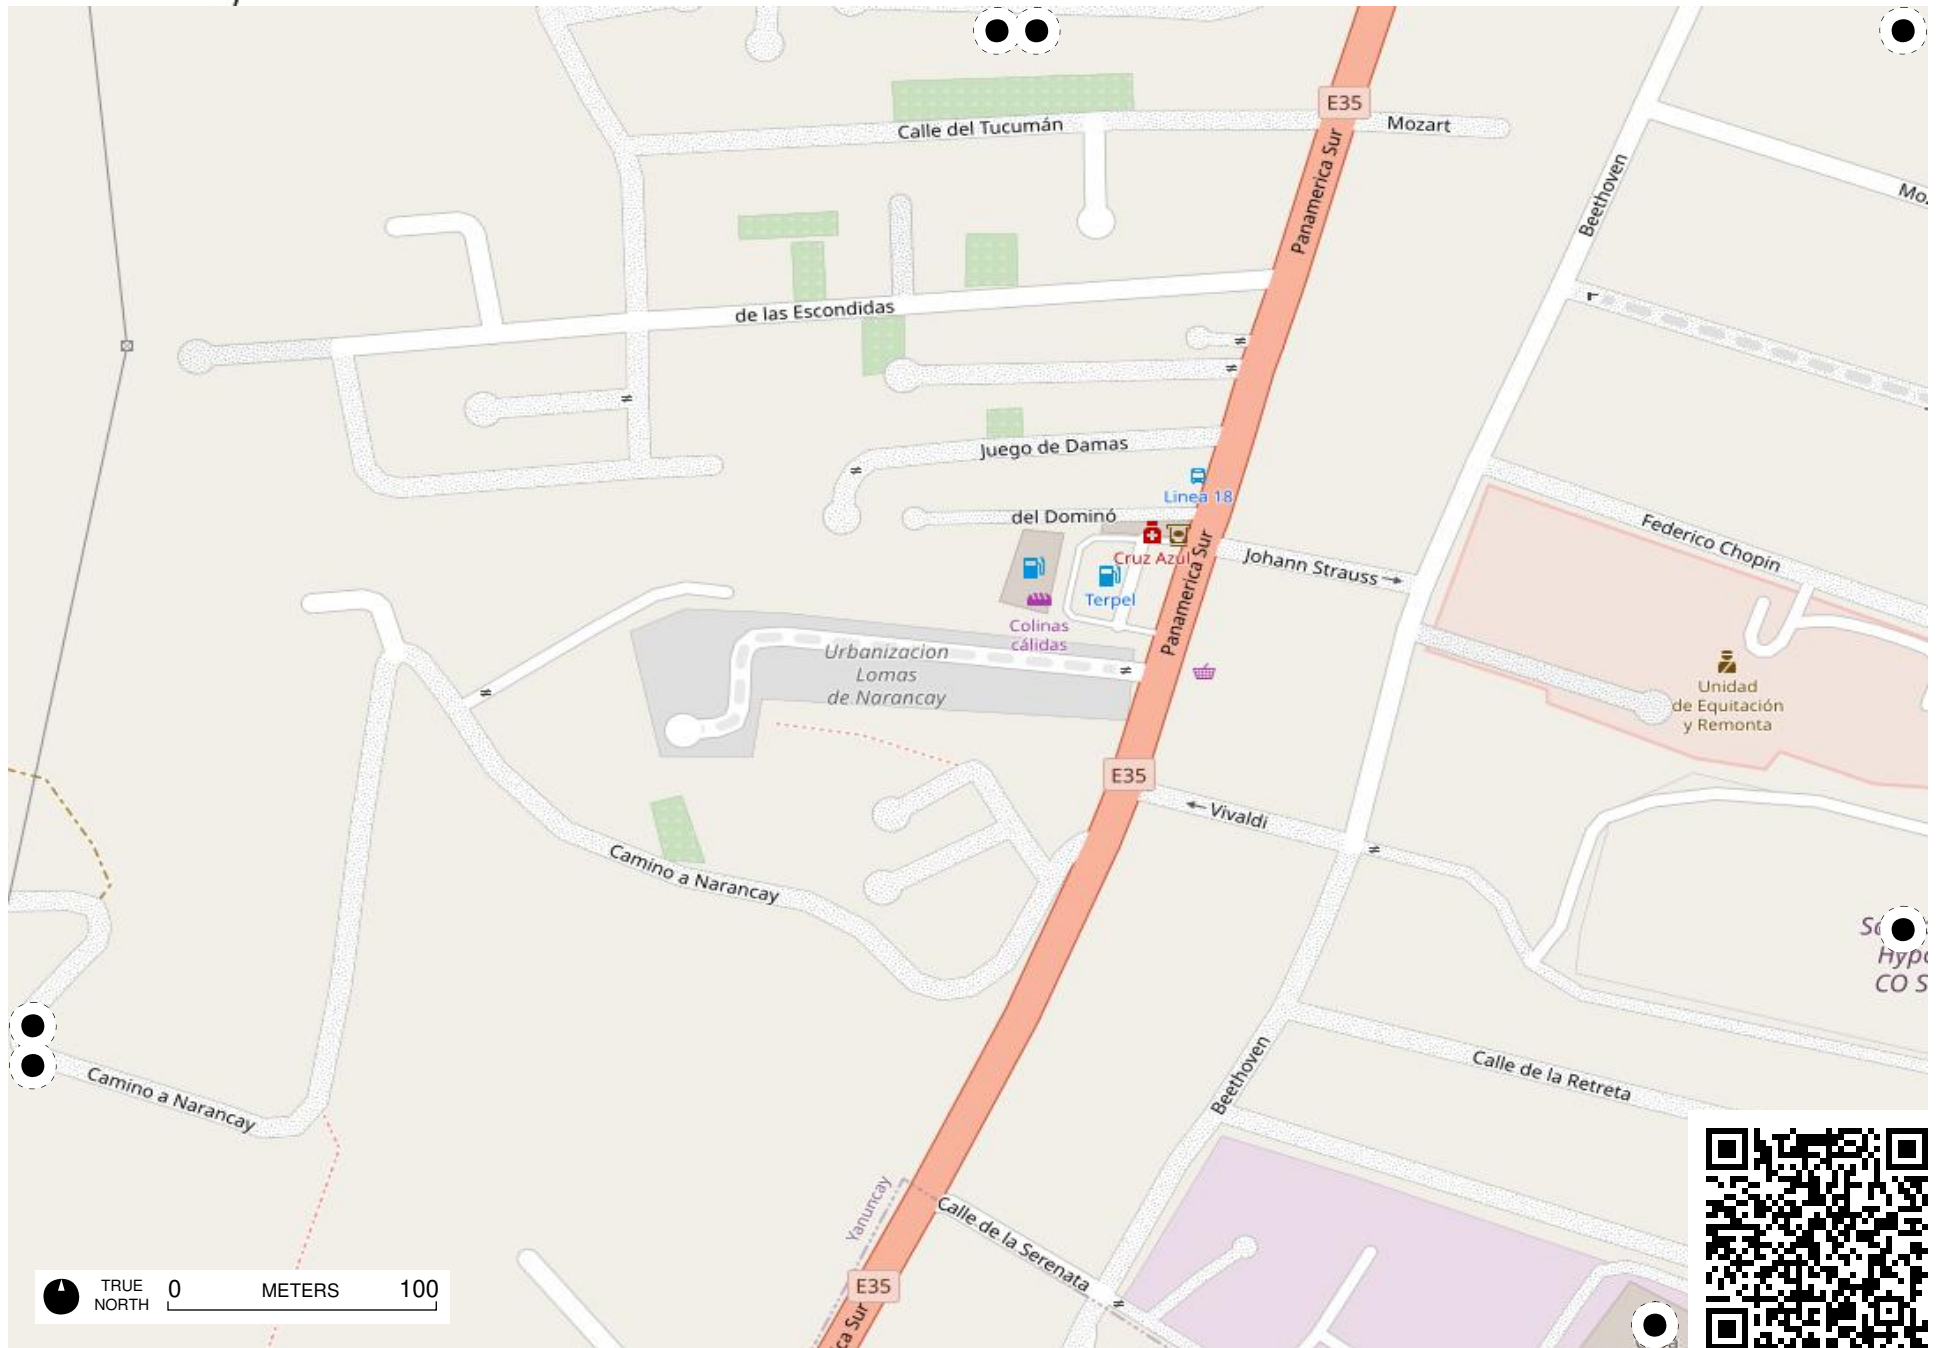 E35
Calle del Tucumán
Mozart
Panamerica Sur
Beethoven
de las Escondidas
Juego de Damas
Linea 18
del Dominó
Cruz Azul
Johann Strauss
Federico Chopin
Terpel
Panamerica Sur
Colinas
cálidas
Urbanizacion
Lomas
de Narancay
Unidad
de Equitación
y Remonta
E35
Vivaldi
Camino a Narancay
CO S
Beethoven
Calle de la Retreta
Camino a Narancay
Yanuncay
Calle de la Serenata
E35
TRUE
NORTH
0 METERS 100